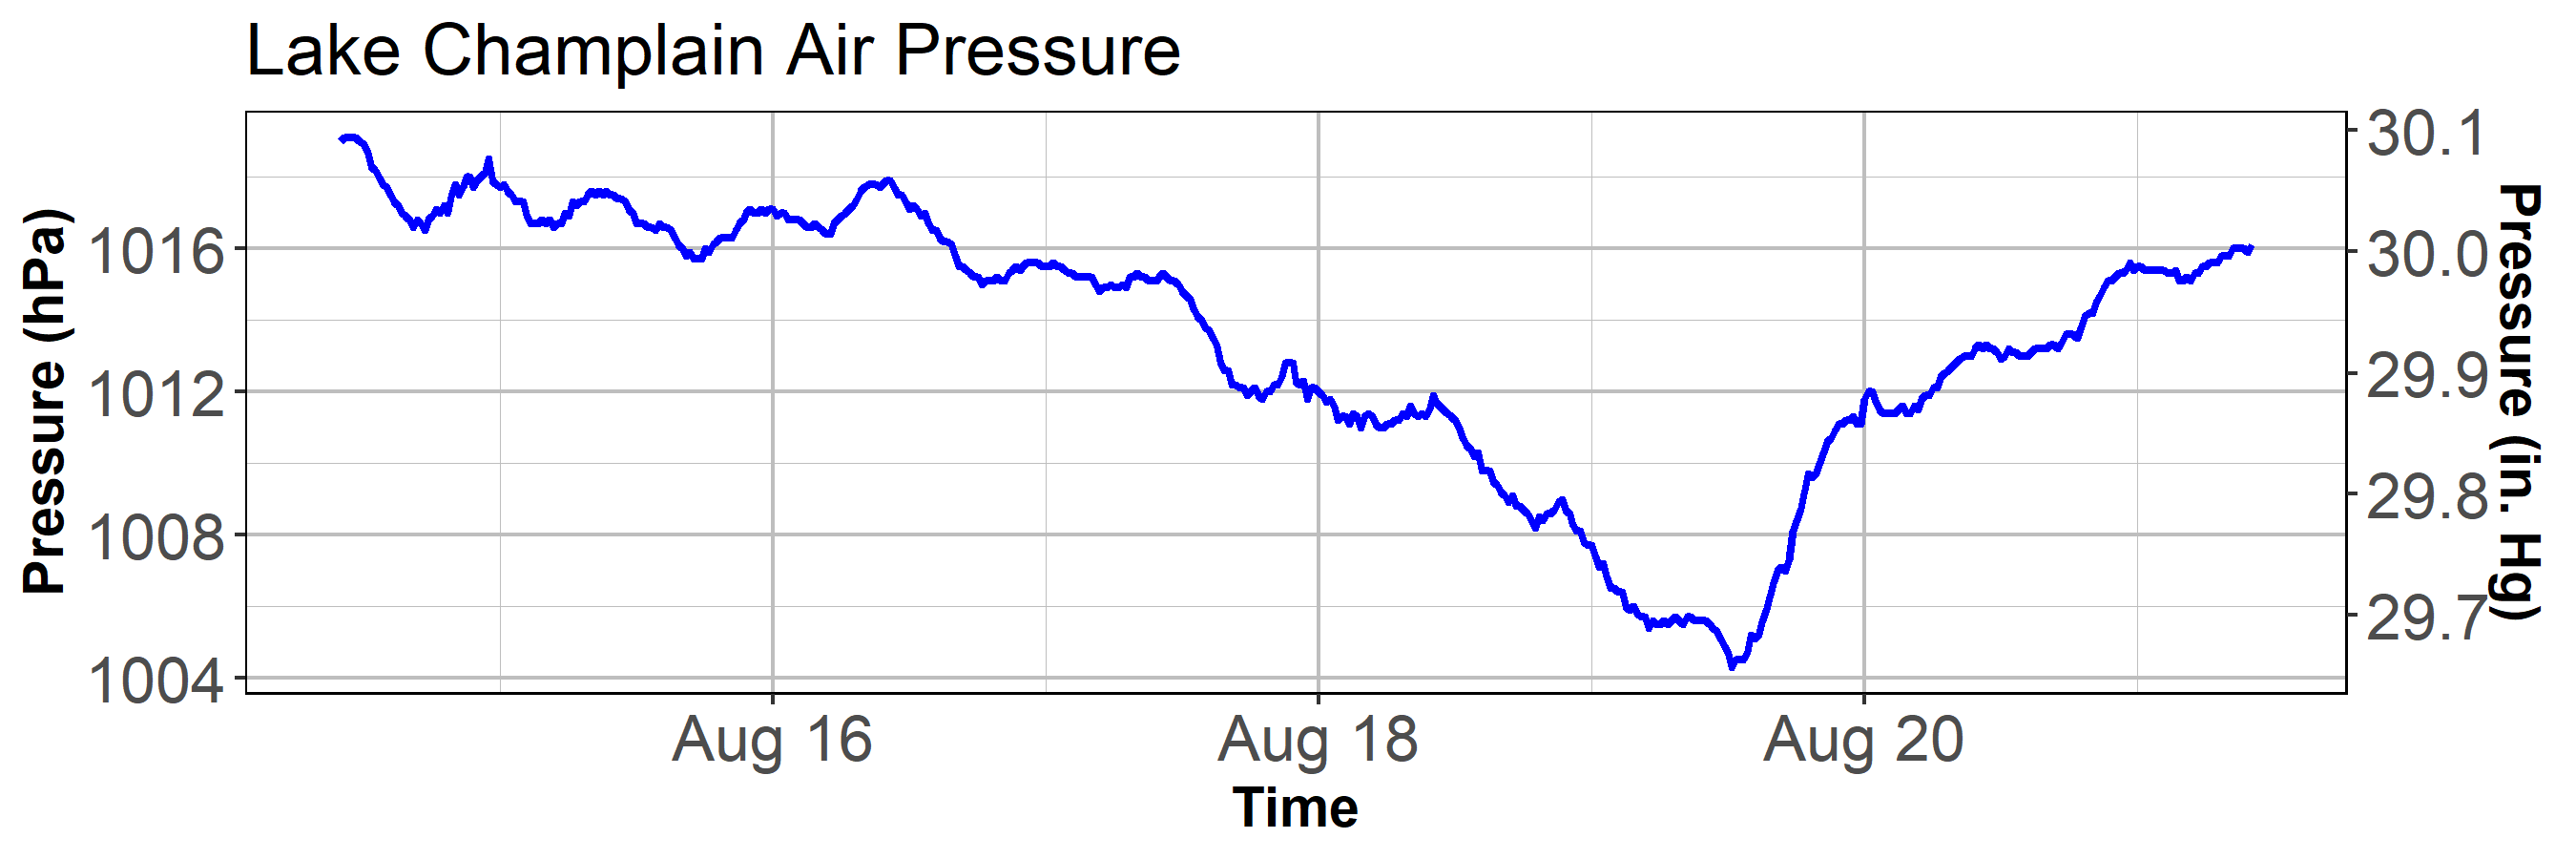 Lake Champlain Air Pressure
Pressure (hPa)
1016
1012
1008
1004
30.1
30.0
29.9
29.8
29.7
Pressure (in. Hg)
Aug 16
Aug 18
Aug 20
Time